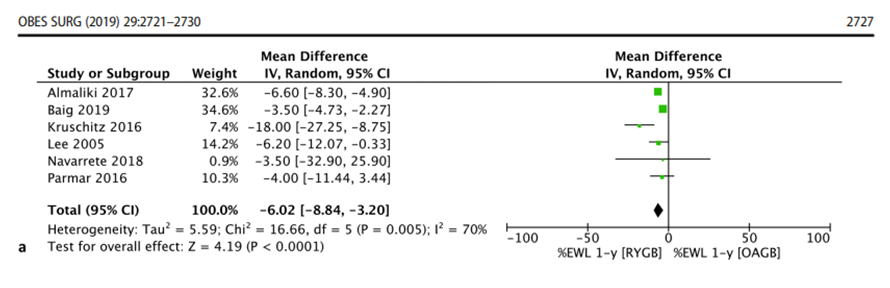 OBES SURG (2019) 29:2721–2730 2727
Mean Difference Mean Difference
Study or Subgroup Weight IV, Random, 95% CI IV, Random, 95% CI
Almaliki 2017 32.6% −6.60 [−8.30, −4.90]
Baig 2019 34.6% −3.50 [−4.73, −2.27]
Kruschitz 2016 7.4% −18.00 [−27.25, −8.75]
Lee 2005 14.2% −6.20 [−12.07, −0.33]
Navarrete 2018 0.9% −3.50 [−32.90, 25.90]
Parmar 2016 10.3% −4.00 [−11.44, 3.44]
Total (95% CI) 100.0% −6.02 [−8.84, −3.20]
Heterogeneity: Tau² = 5.59; Chi² = 16.66, df = 5 (P = 0.005); I² = 70%
a Test for overall effect: Z = 4.19 (P < 0.0001)
−100 −50 0 50 100
%EWL 1-y [RYGB] %EWL 1-y [OAGB]